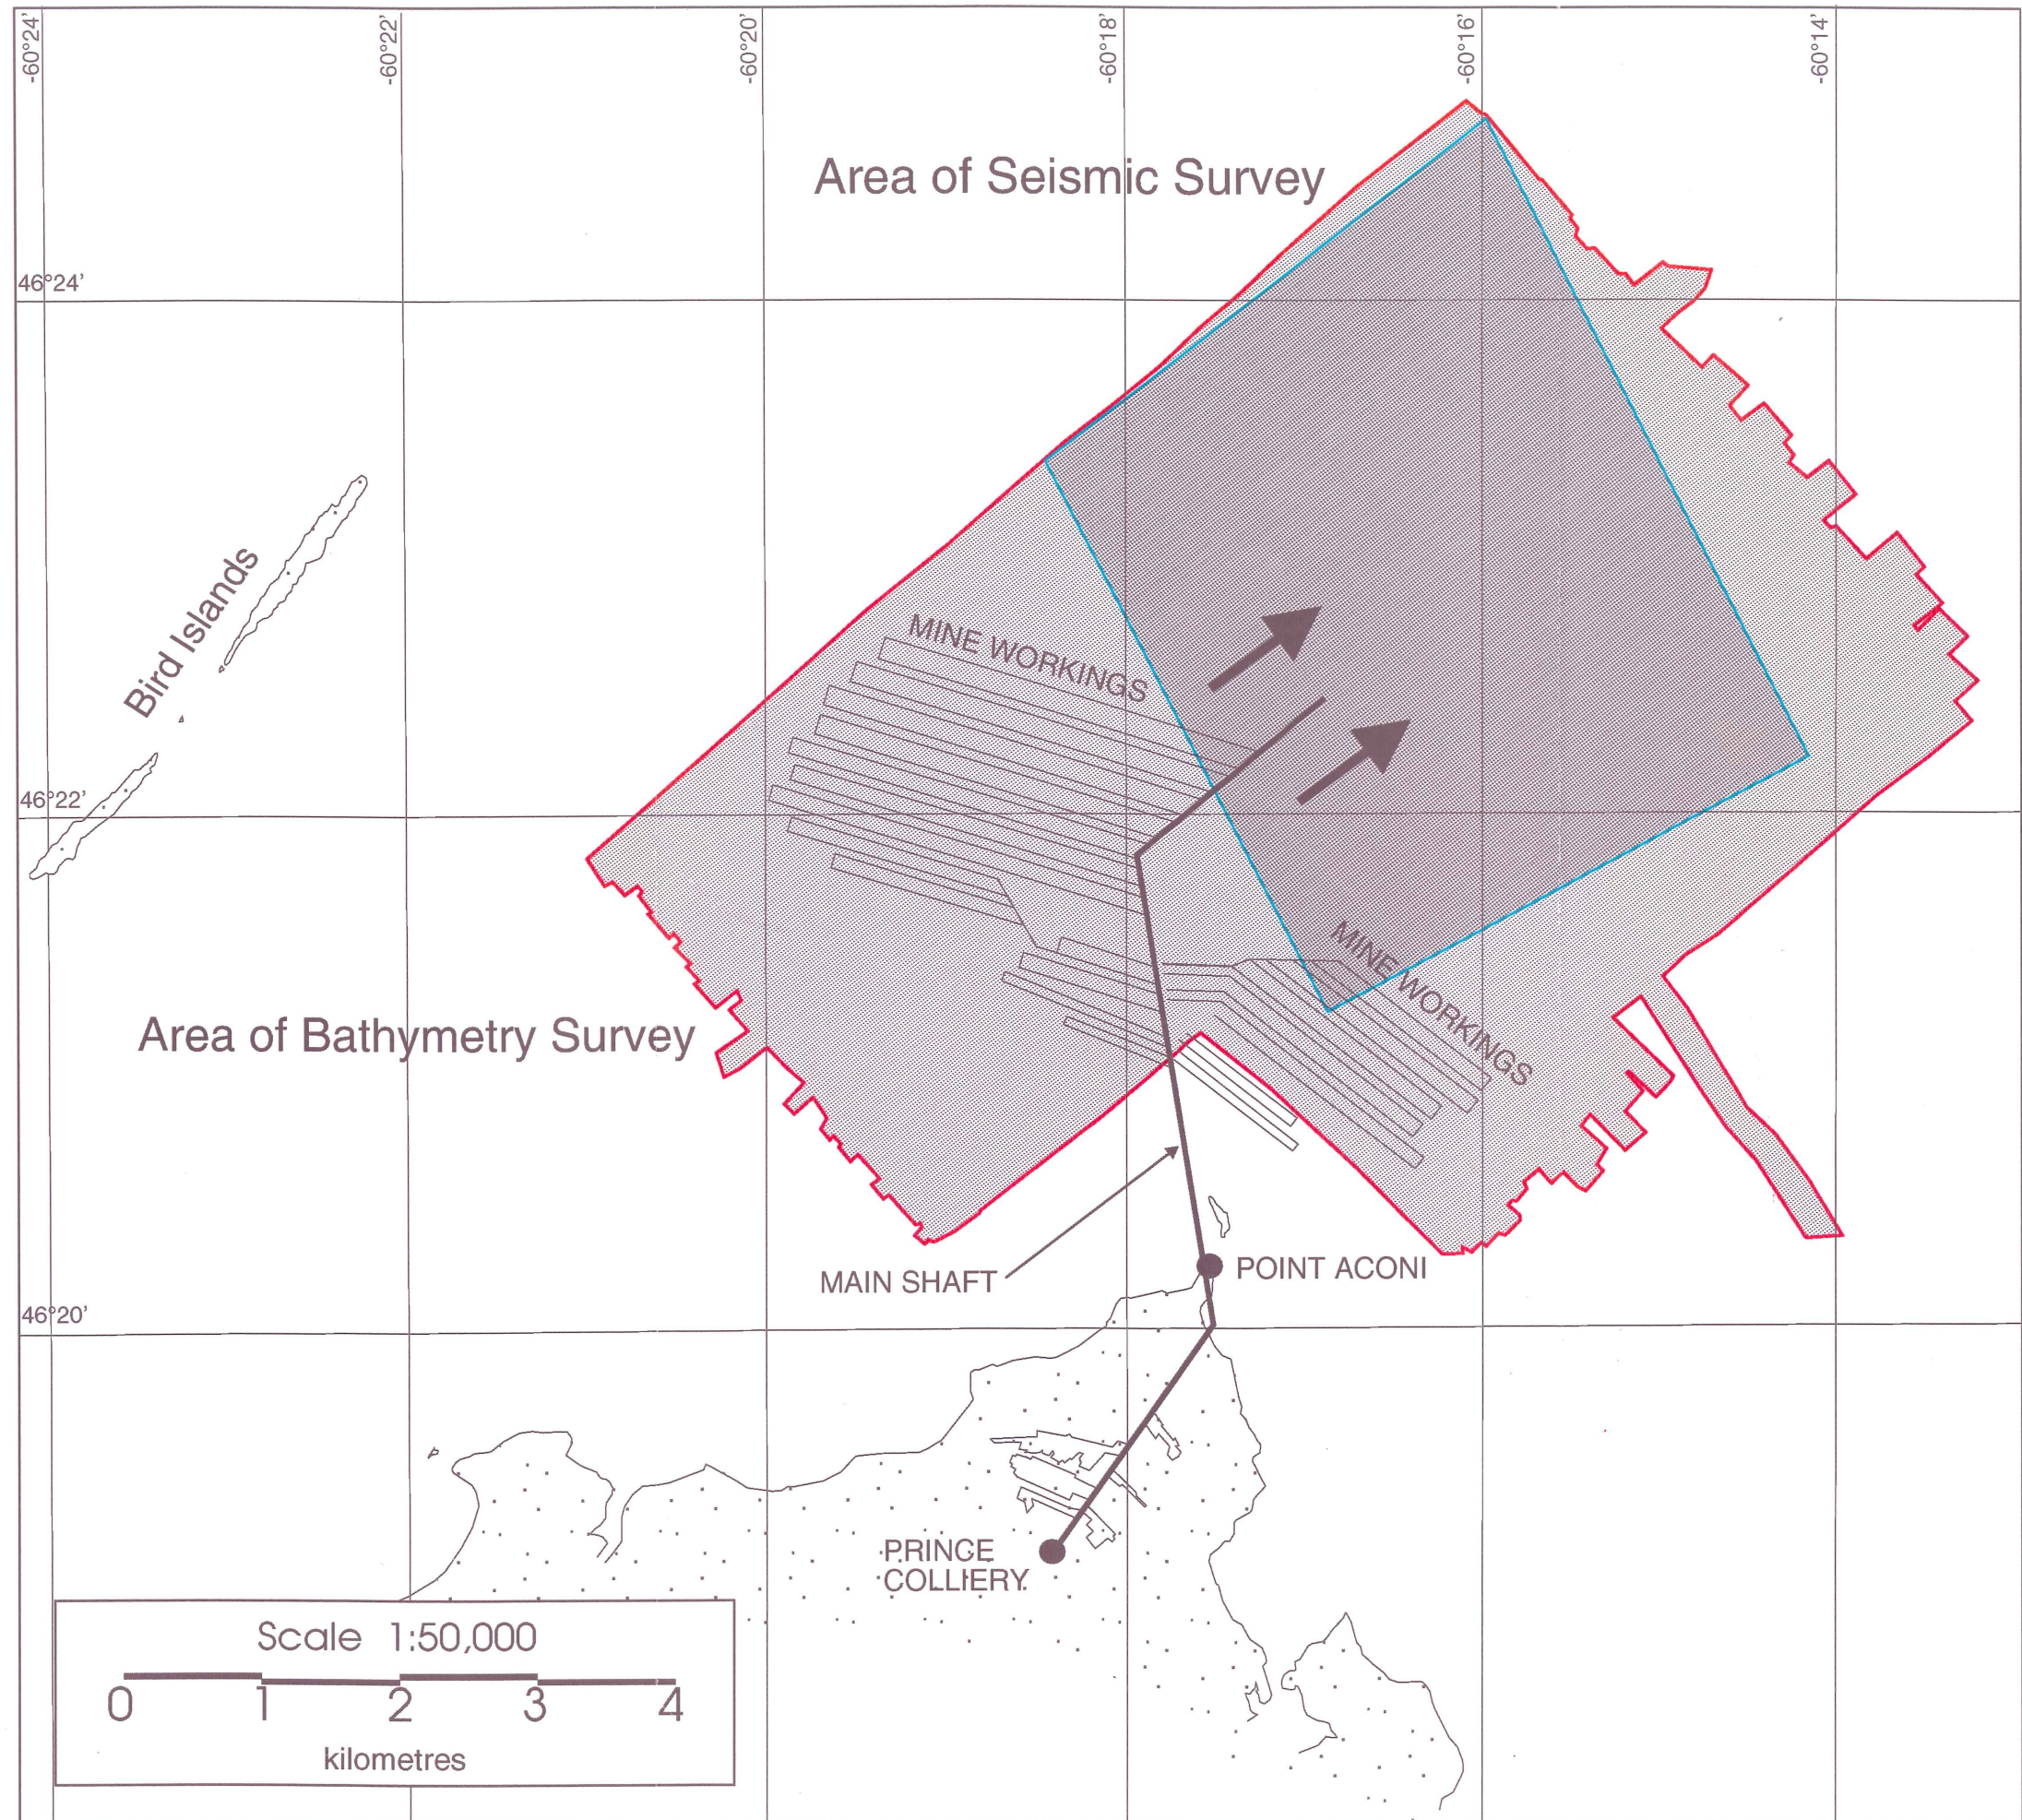 -60°24'
-60°22'
-60°20'
-60°18'
-60°16'
-60°14'
Area of Seismic Survey
46°24'
Bird Islands
MINE WORKINGS
46°22'
MINE WORKINGS
Area of Bathymetry Survey
MAIN SHAFT
POINT ACONI
46°20'
PRINCE
COLLIERY
Scale 1:50,000
0 1 2 3 4
kilometres